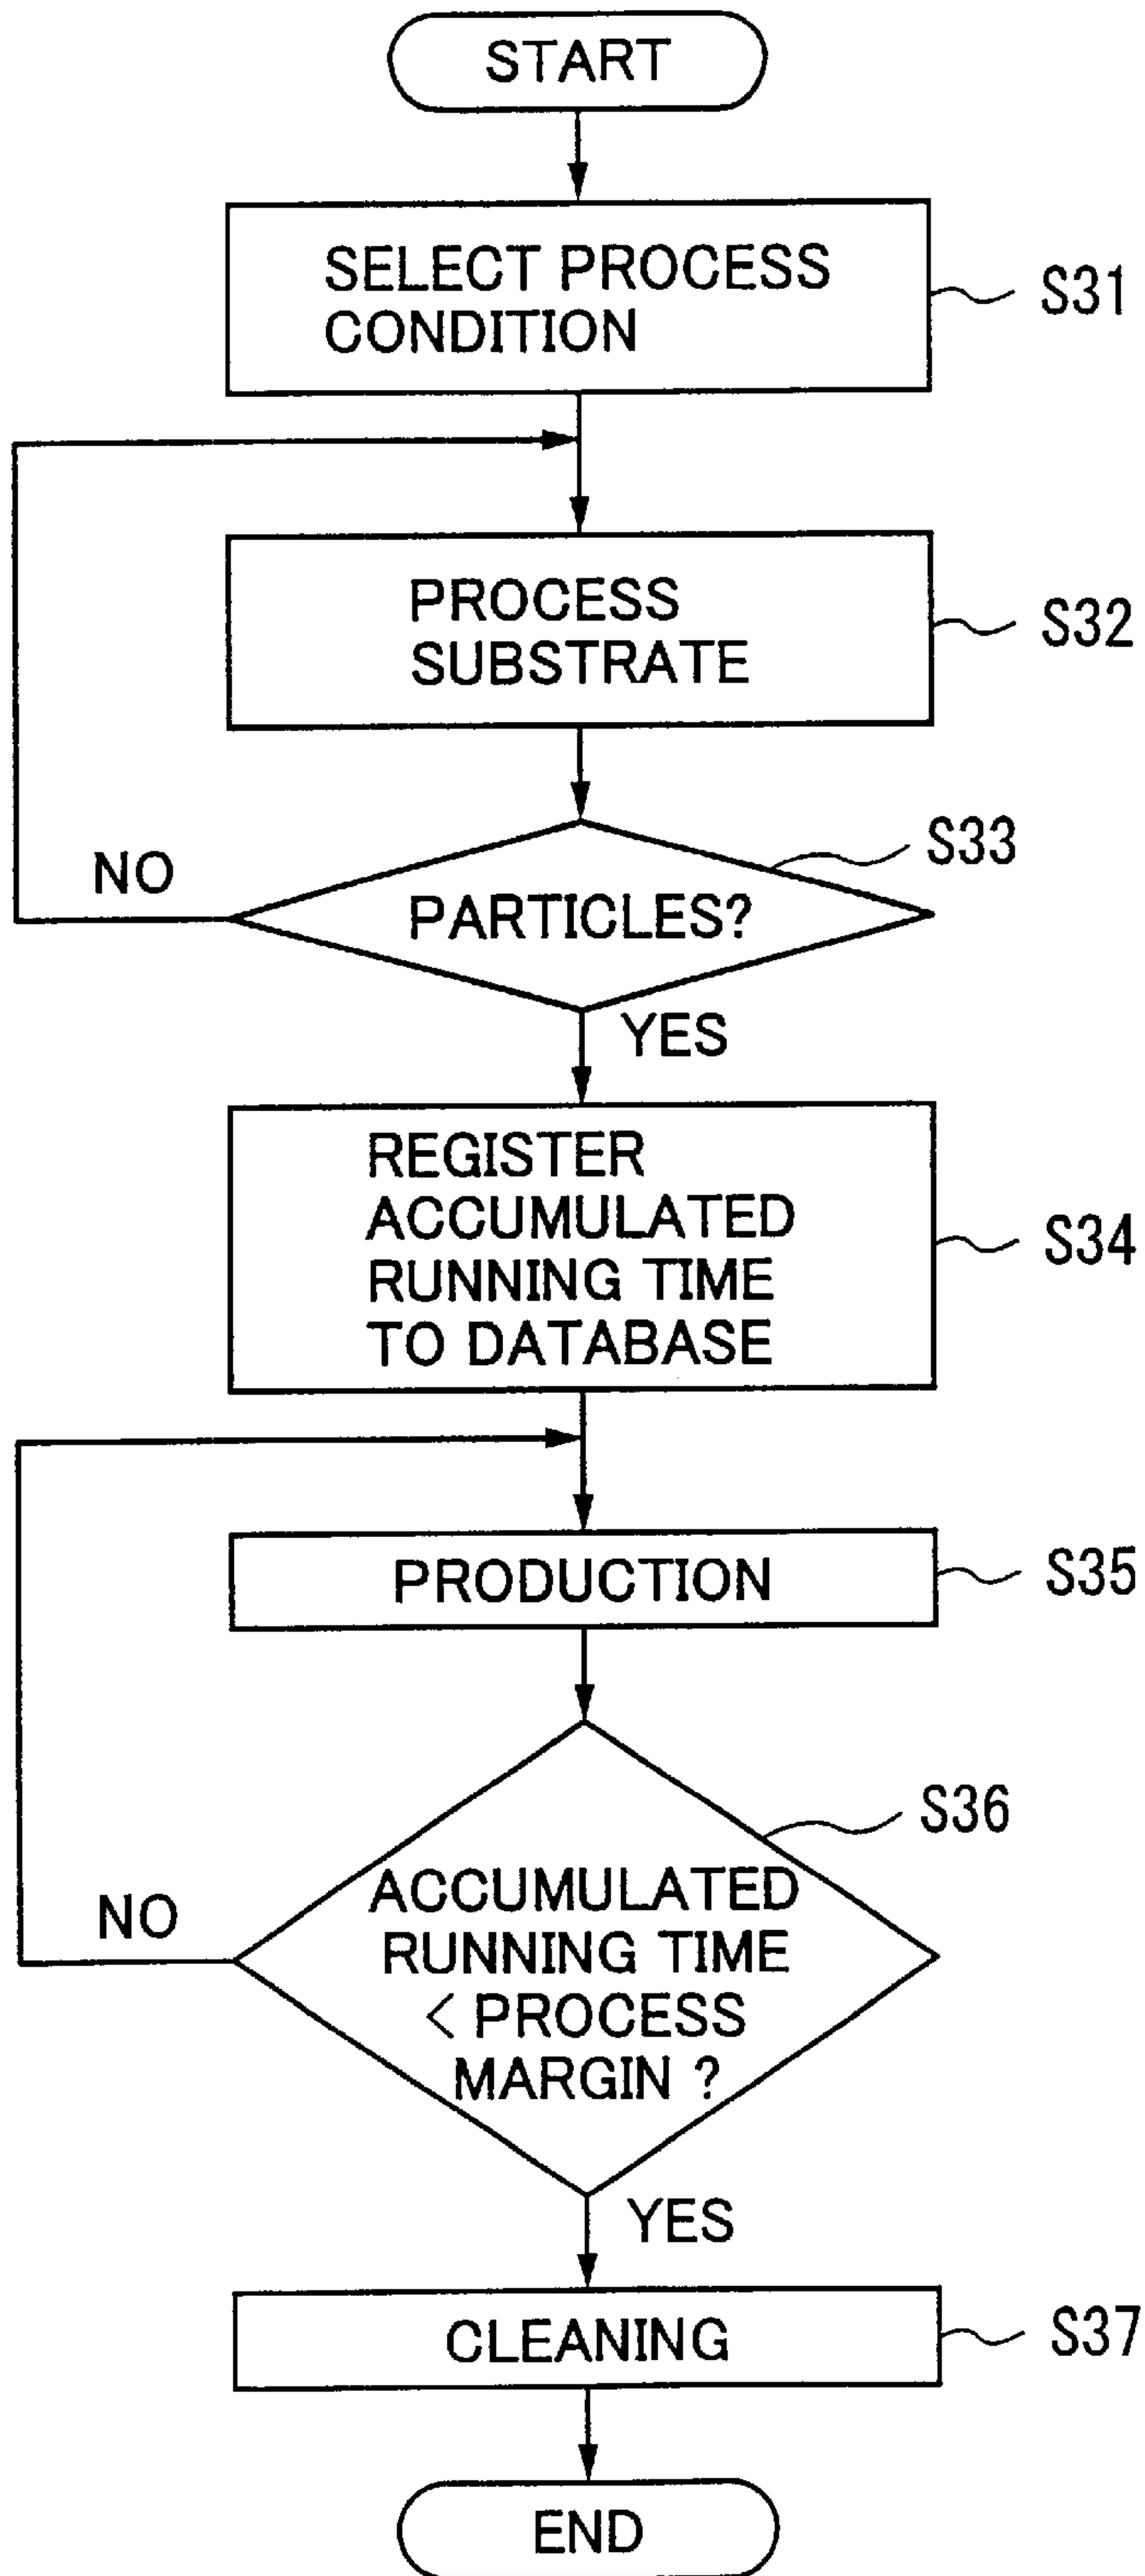 START
SELECT PROCESS
CONDITION
S31
PROCESS
SUBSTRATE
S32
S33
NO
PARTICLES?
YES
REGISTER
ACCUMULATED
RUNNING TIME
TO DATABASE
S34
PRODUCTION
S35
S36
NO
ACCUMULATED
RUNNING TIME
< PROCESS
MARGIN ?
YES
CLEANING
S37
END